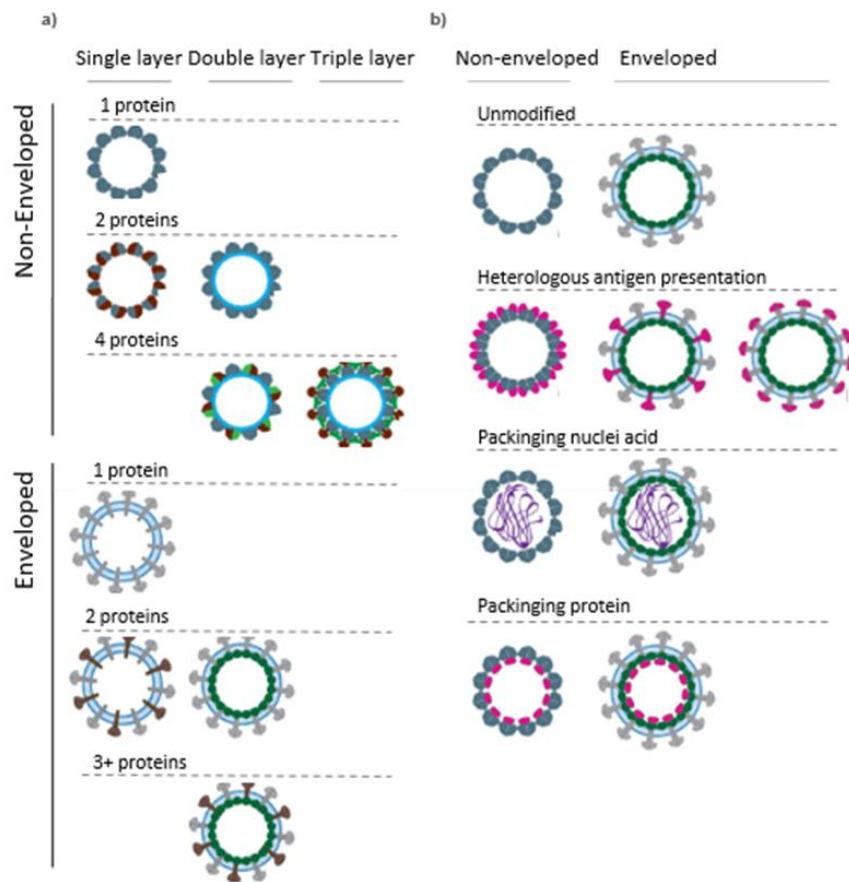 a)
Single layer Double layer Triple layer
Non-Enveloped
1 protein
2 proteins
4 proteins
Enveloped
1 protein
2 proteins
3+ proteins
b)
Non-enveloped Enveloped
Unmodified
Heterologous antigen presentation
Packinging nuclei acid
Packinging protein